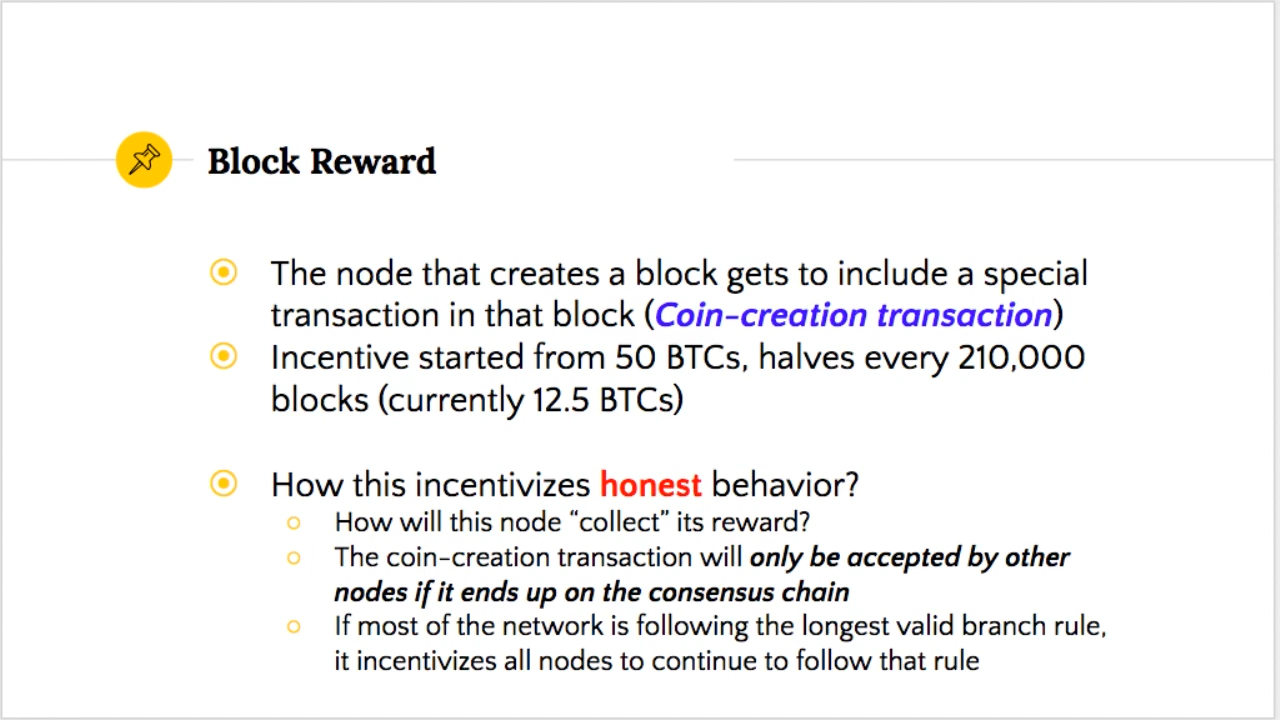 Block Reward
The node that creates a block gets to include a special
transaction in that block (Coin-creation transaction)
Incentive started from 50 BTCs, halves every 210,000
blocks (currently 12.5 BTCs)
How this incentivizes honest behavior?
How will this node “collect” its reward?
The coin-creation transaction will only be accepted by other
nodes if it ends up on the consensus chain
If most of the network is following the longest valid branch rule,
it incentivizes all nodes to continue to follow that rule